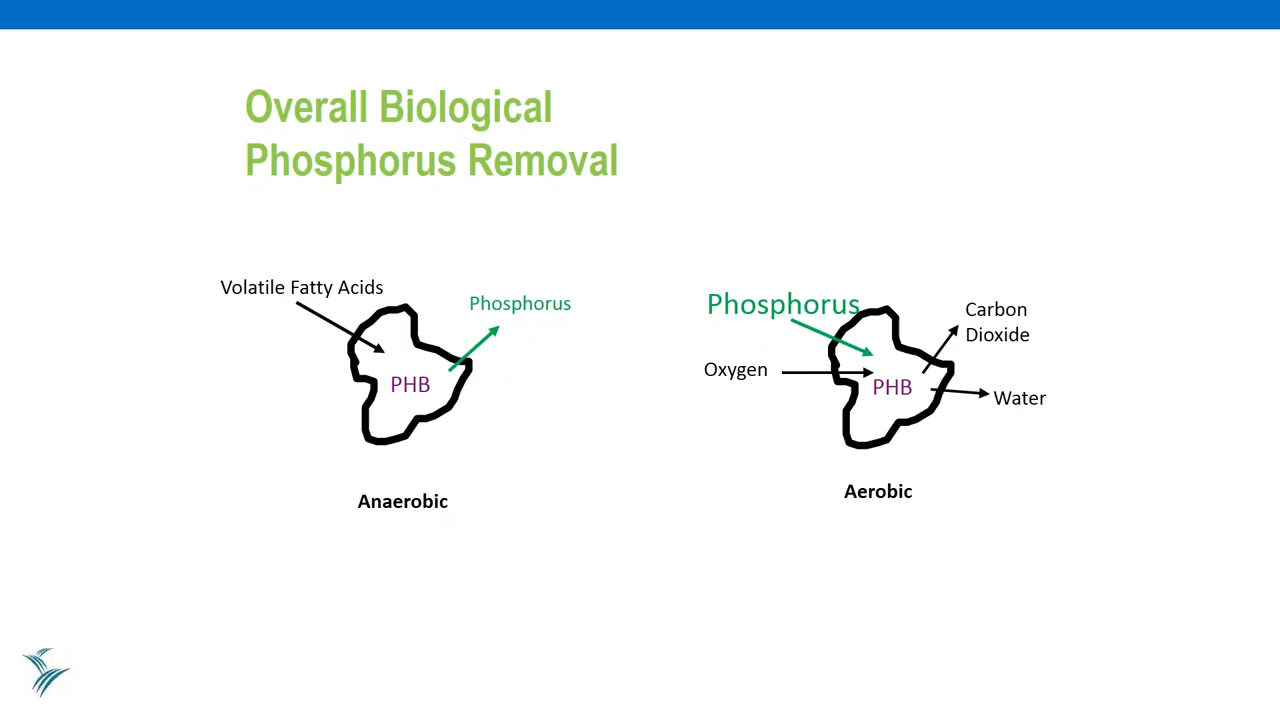 Overall Biological
Phosphorus Removal
Volatile Fatty Acids
Phosphorus
PHB
Anaerobic
Phosphorus
Oxygen
PHB
Carbon
Dioxide
Water
Aerobic